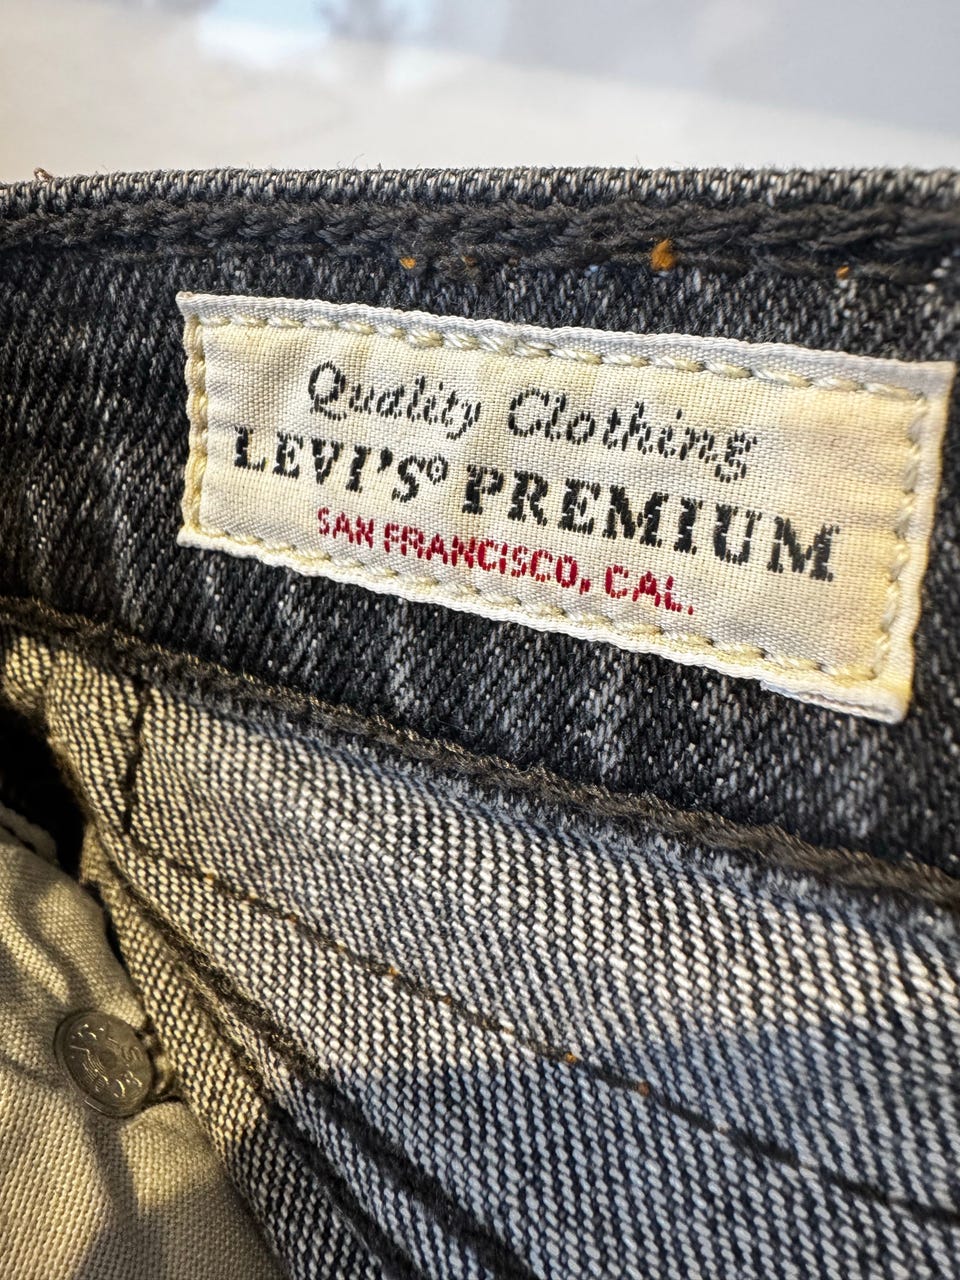 Quality Clothing
LEVI'S® PREMIUM
SAN FRANCISCO, CAL.